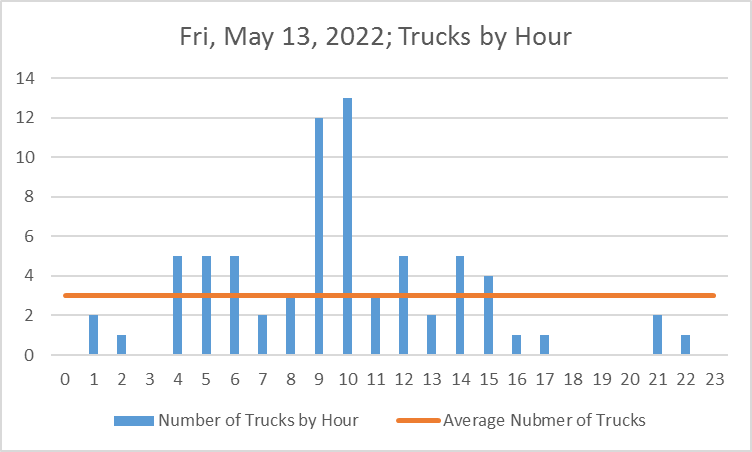 Fri, May 13, 2022; Trucks by Hour
14
12
10
8
6
4
2
0
0 1 2 3 4 5 6 7 8 9 10 11 12 13 14 15 16 17 18 19 20 21 22 23
Number of Trucks by Hour Average Nubmer of Trucks